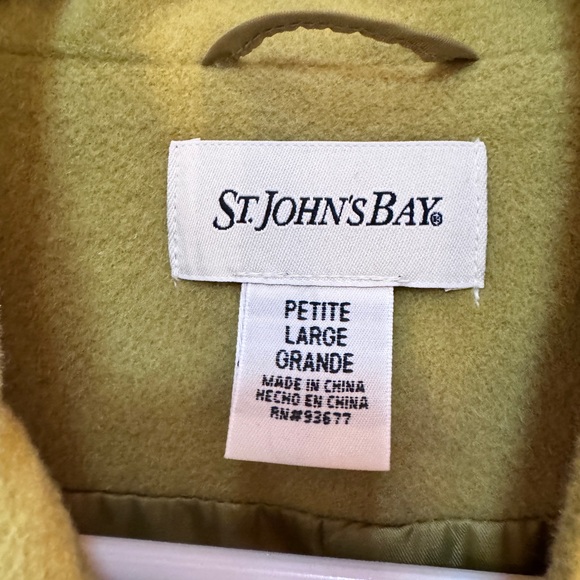 ST. JOHN'S BAY®
PETITE
LARGE
GRANDE
MADE IN CHINA
HECHO EN CHINA
RN#93677